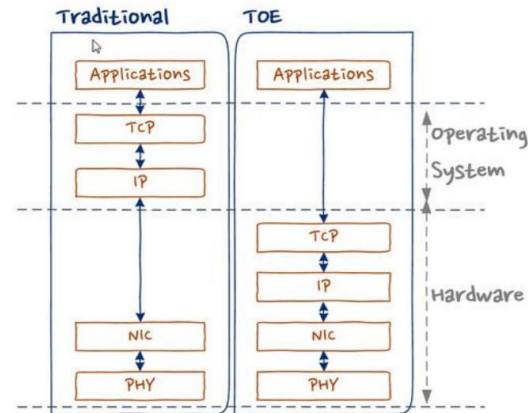 Traditional
TOE
Applications
Applications
TCP
IP
NIC
PHY
TCP
IP
NIC
PHY
Operating
System
Hardware